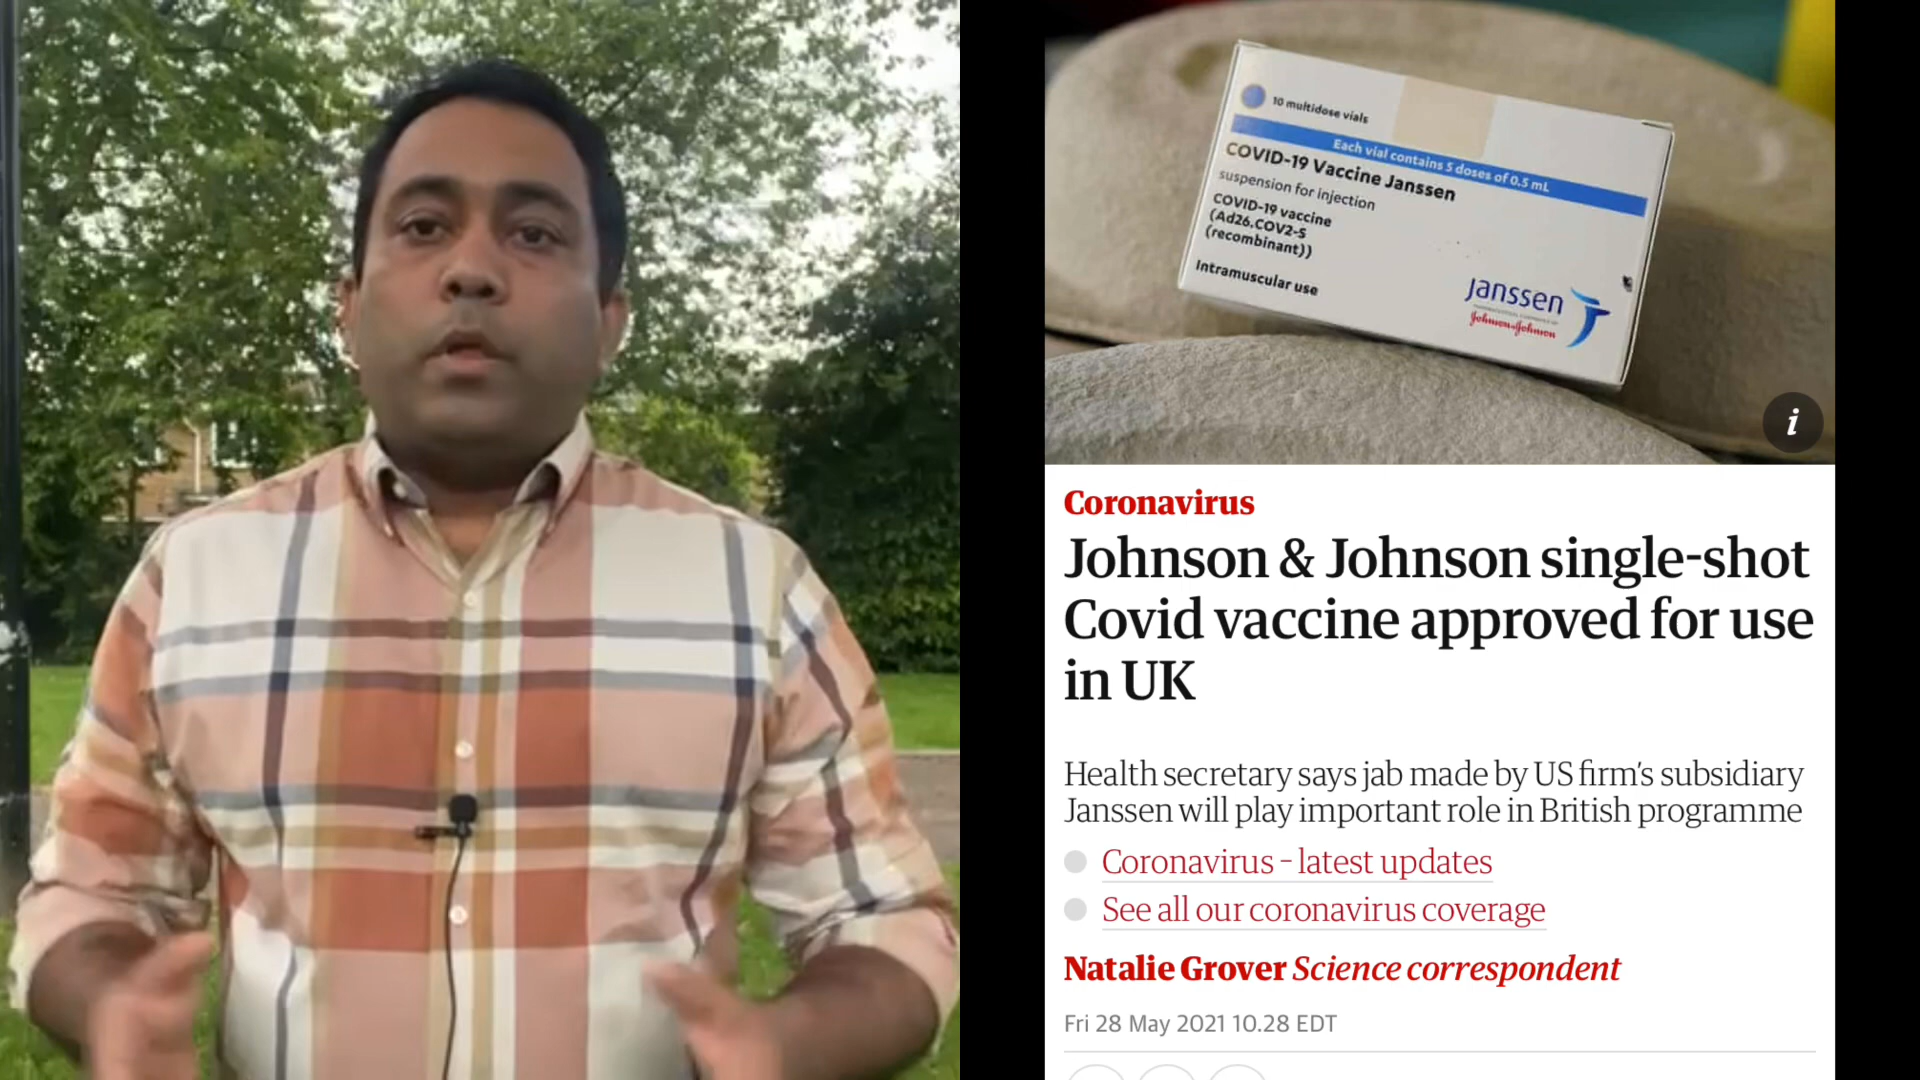 10 multidose vials
Each vial contains 5 doses of 0.5 mL
COVID-19 Vaccine Janssen
suspension for injection
COVID-19 vaccine
(Ad26.COV2-S
(recombinant))
Intramuscular use
Janssen
Johnson & Johnson
i
Coronavirus
Johnson & Johnson single-shot
Covid vaccine approved for use
in UK
Health secretary says jab made by US firm's subsidiary
Janssen will play important role in British programme
Coronavirus – latest updates
See all our coronavirus coverage
Natalie Grover Science correspondent
Fri 28 May 2021 10.28 EDT